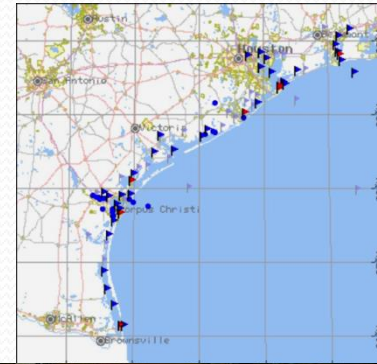 Austin
Beaumont
Houston
San Antonio
Victoria
Corpus Christi
McAllen
Brownsville